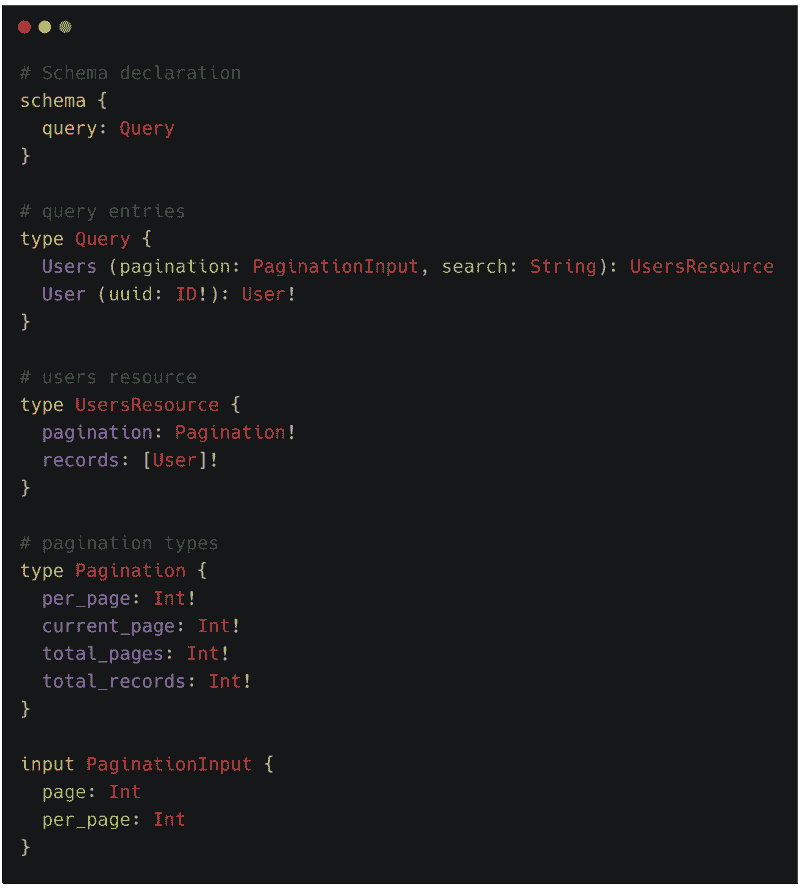 # Schema declaration
schema {
  query: Query
}
# query entries
type Query {
  Users (pagination: PaginationInput, search: String): UsersResource
  User (uuid: ID!): User!
}
# users resource
type UsersResource {
  pagination: Pagination!
  records: [User]!
}
# pagination types
type Pagination {
  per_page: Int!
  current_page: Int!
  total_pages: Int!
  total_records: Int!
}
input PaginationInput {
  page: Int
  per_page: Int
}